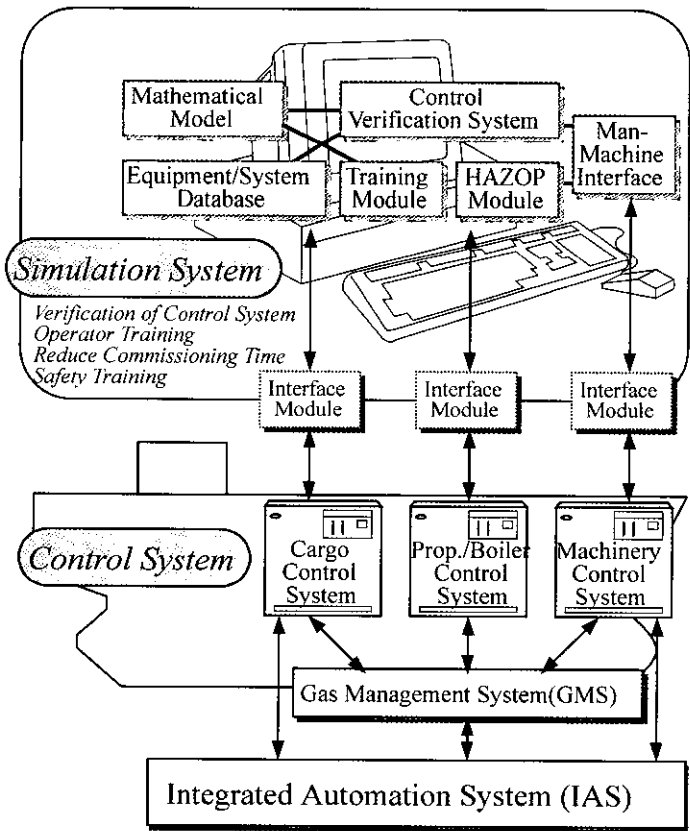 Mathematical
Model
Control
Verification System
Man-
Machine
Interface
Equipment/System
Database
Training
Module
HAZOP
Module
Simulation System
Verification of Control System
Operator Training
Reduce Commissioning Time
Safety Training
Interface
Module
Interface
Module
Interface
Module
Control System
Cargo
Control
System
Prop./Boiler
Control
System
Machinery
Control
System
Gas Management System(GMS)
Integrated Automation System (IAS)